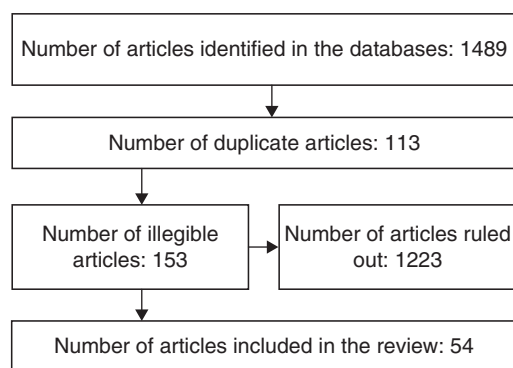 Number of articles identified in the databases: 1489
Number of duplicate articles: 113
Number of illegible
articles: 153
Number of articles ruled
out: 1223
Number of articles included in the review: 54